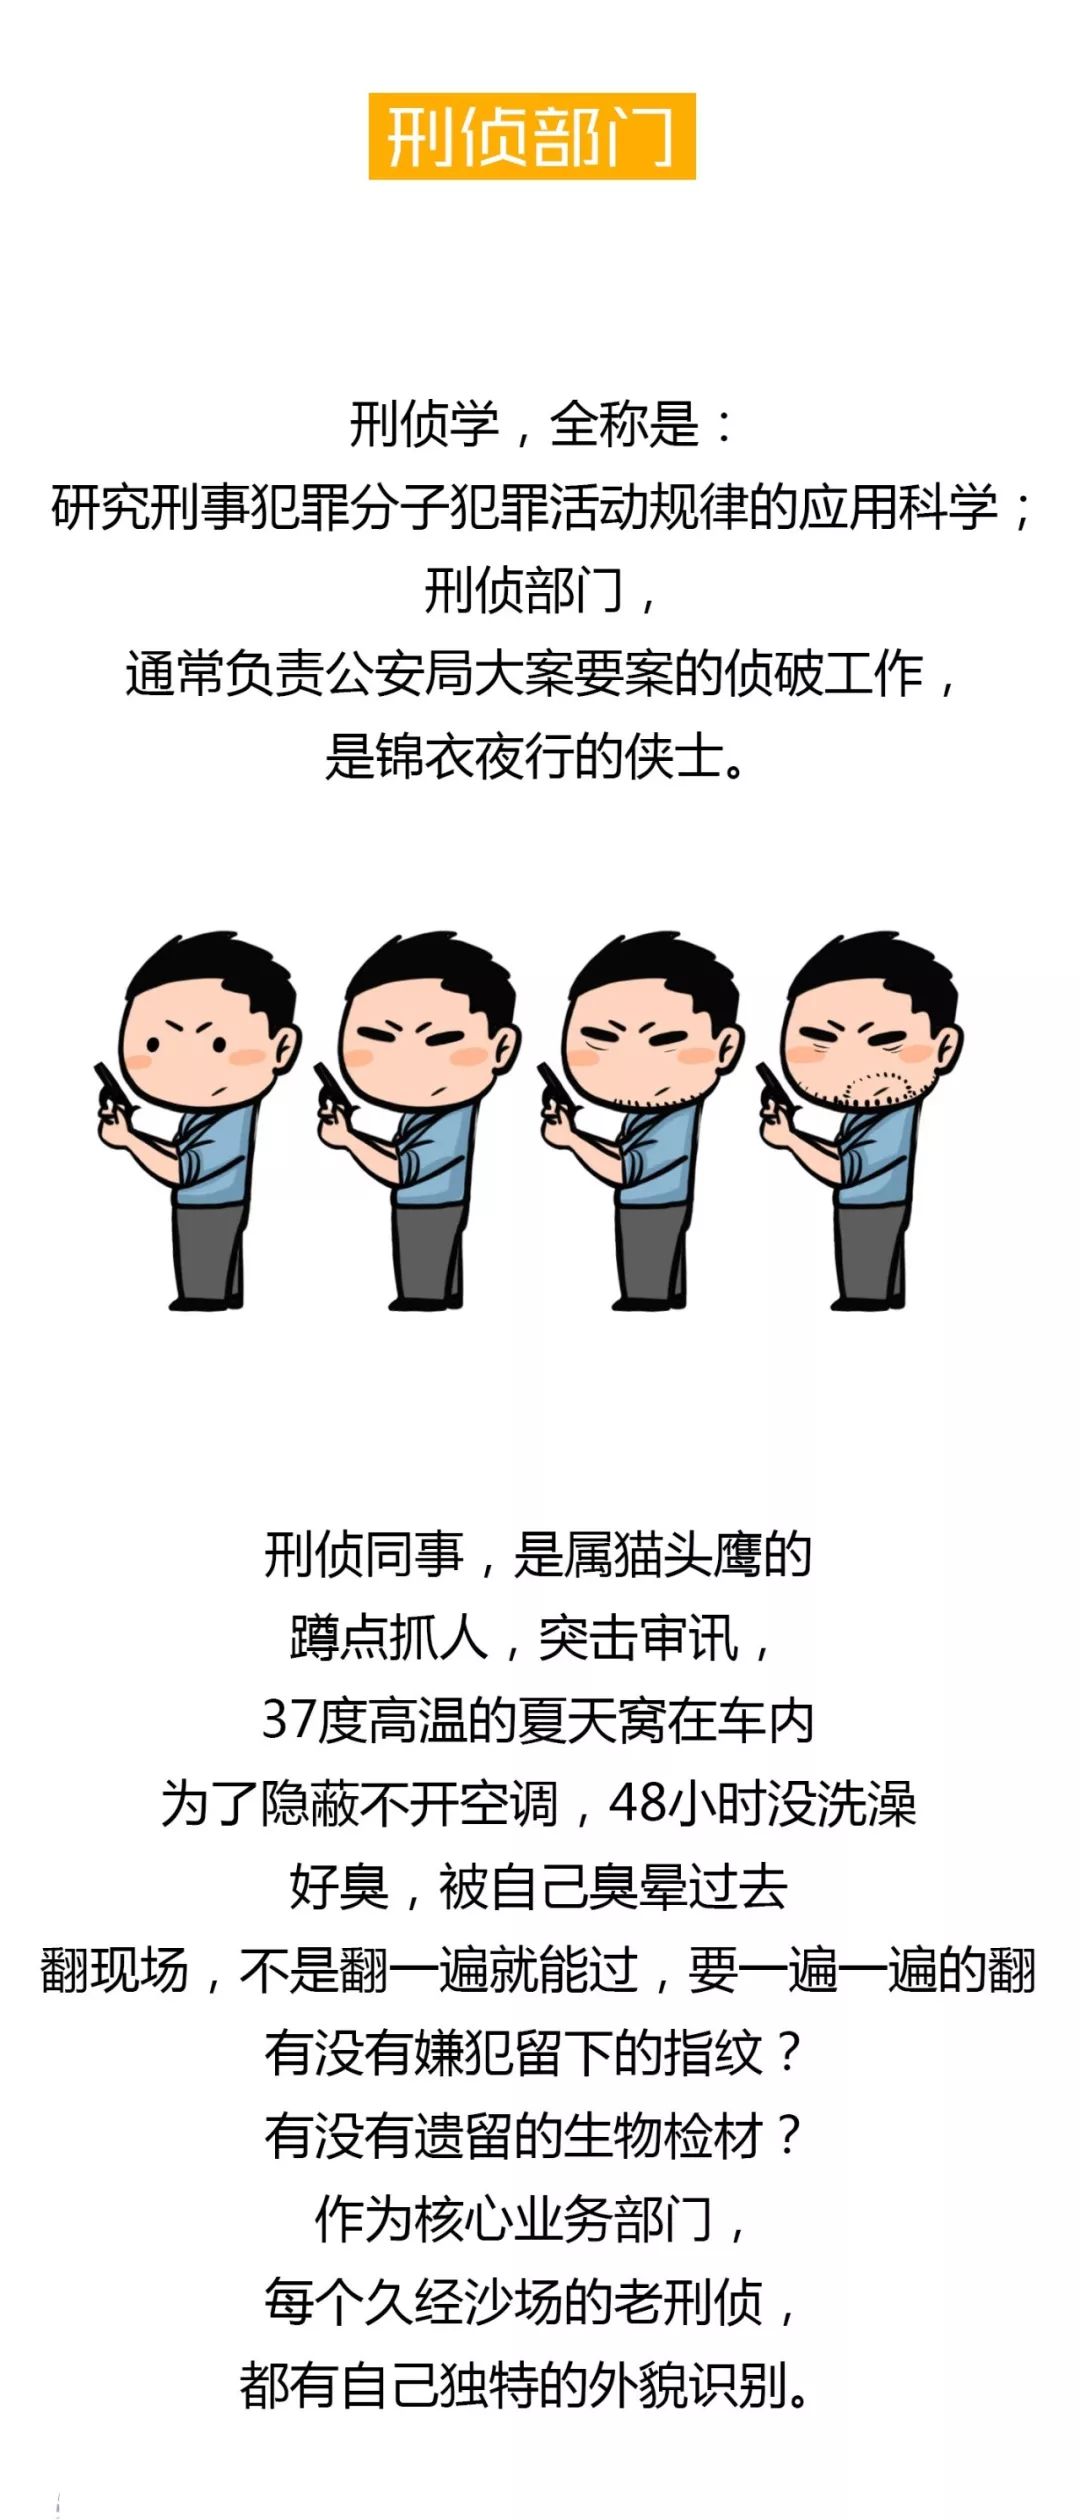 刑侦部门
刑侦学，全称是：
研究刑事犯罪分子犯罪活动规律的应用科学；
刑侦部门，
通常负责公安局大案要案的侦破工作，
是锦衣夜行的侠士。
刑侦同事，是属猫头鹰的
蹲点抓人，突击审讯，
37度高温的夏天窝在车内
为了隐蔽不开空调，48小时没洗澡
好臭，被自己臭晕过去
翻现场，不是翻一遍就能过，要一遍一遍的翻
有没有嫌犯留下的指纹？
有没有遗留的生物检材？
作为核心业务部门，
每个久经沙场的老刑侦，
都有自己独特的外貌识别。